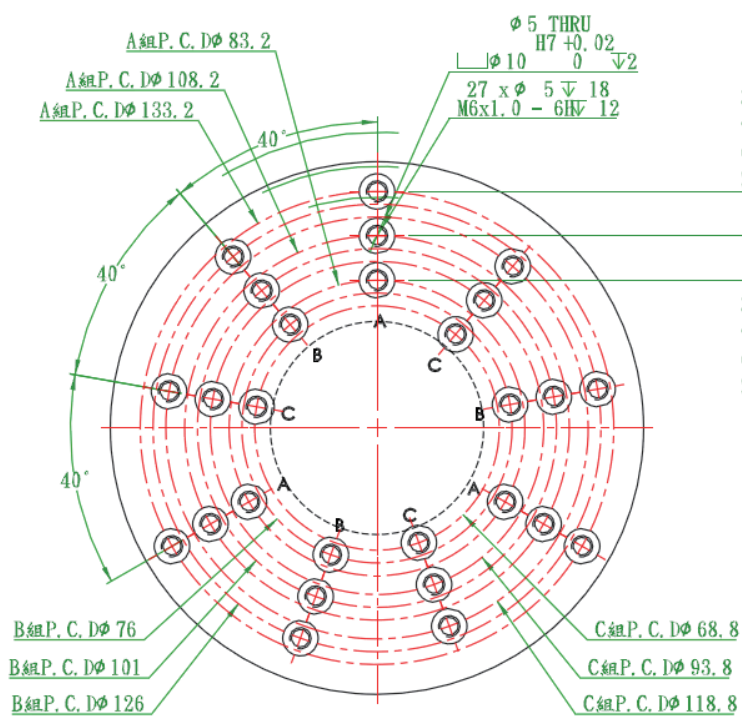 ϕ5 THRU
H7 +0.02
⌴ϕ10 0 ↧2
27 x ϕ 5 ↧ 18
M6x1.0 - 6H↧ 12
A組P.C.Dϕ83.2
A組P.C.Dϕ108.2
A組P.C.Dϕ133.2
40°
40°
40°
A
B
C
C
B
A
A
B
C
B組P.C.Dϕ76
B組P.C.Dϕ101
B組P.C.Dϕ126
C組P.C.Dϕ68.8
C組P.C.Dϕ93.8
C組P.C.Dϕ118.8